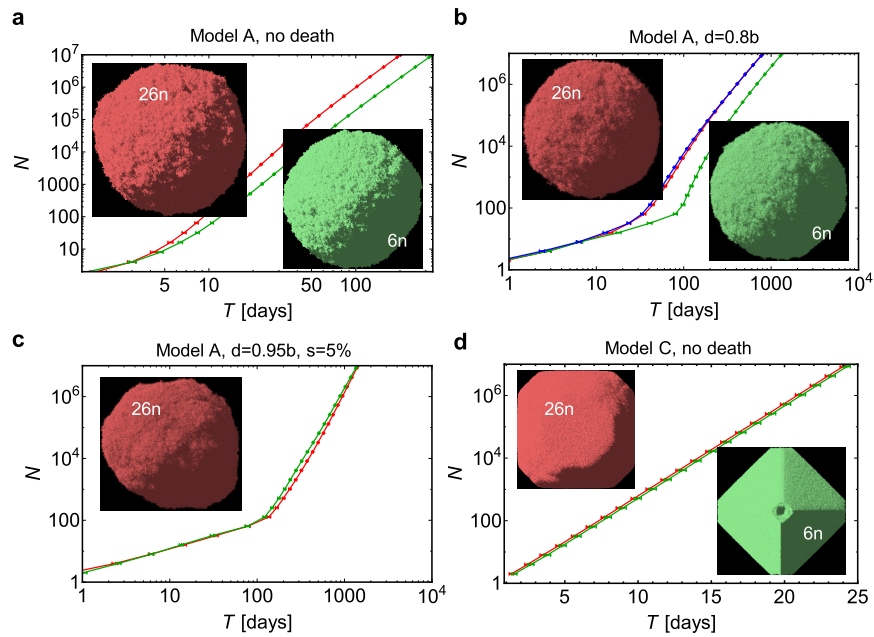 a
Model A, no death
10^7
10^6
10^5
10^4
1000
100
10
N
26n
6n
5 10 50 100
T [days]
b
Model A, d=0.8b
10^6
10^4
100
1
N
26n
6n
1 10 100 1000 10^4
T [days]
c
Model A, d=0.95b, s=5%
10^6
10^4
100
1
N
26n
1 10 100 1000 10^4
T [days]
d
Model C, no death
10^6
10^4
100
1
N
26n
6n
5 10 15 20 25
T [days]